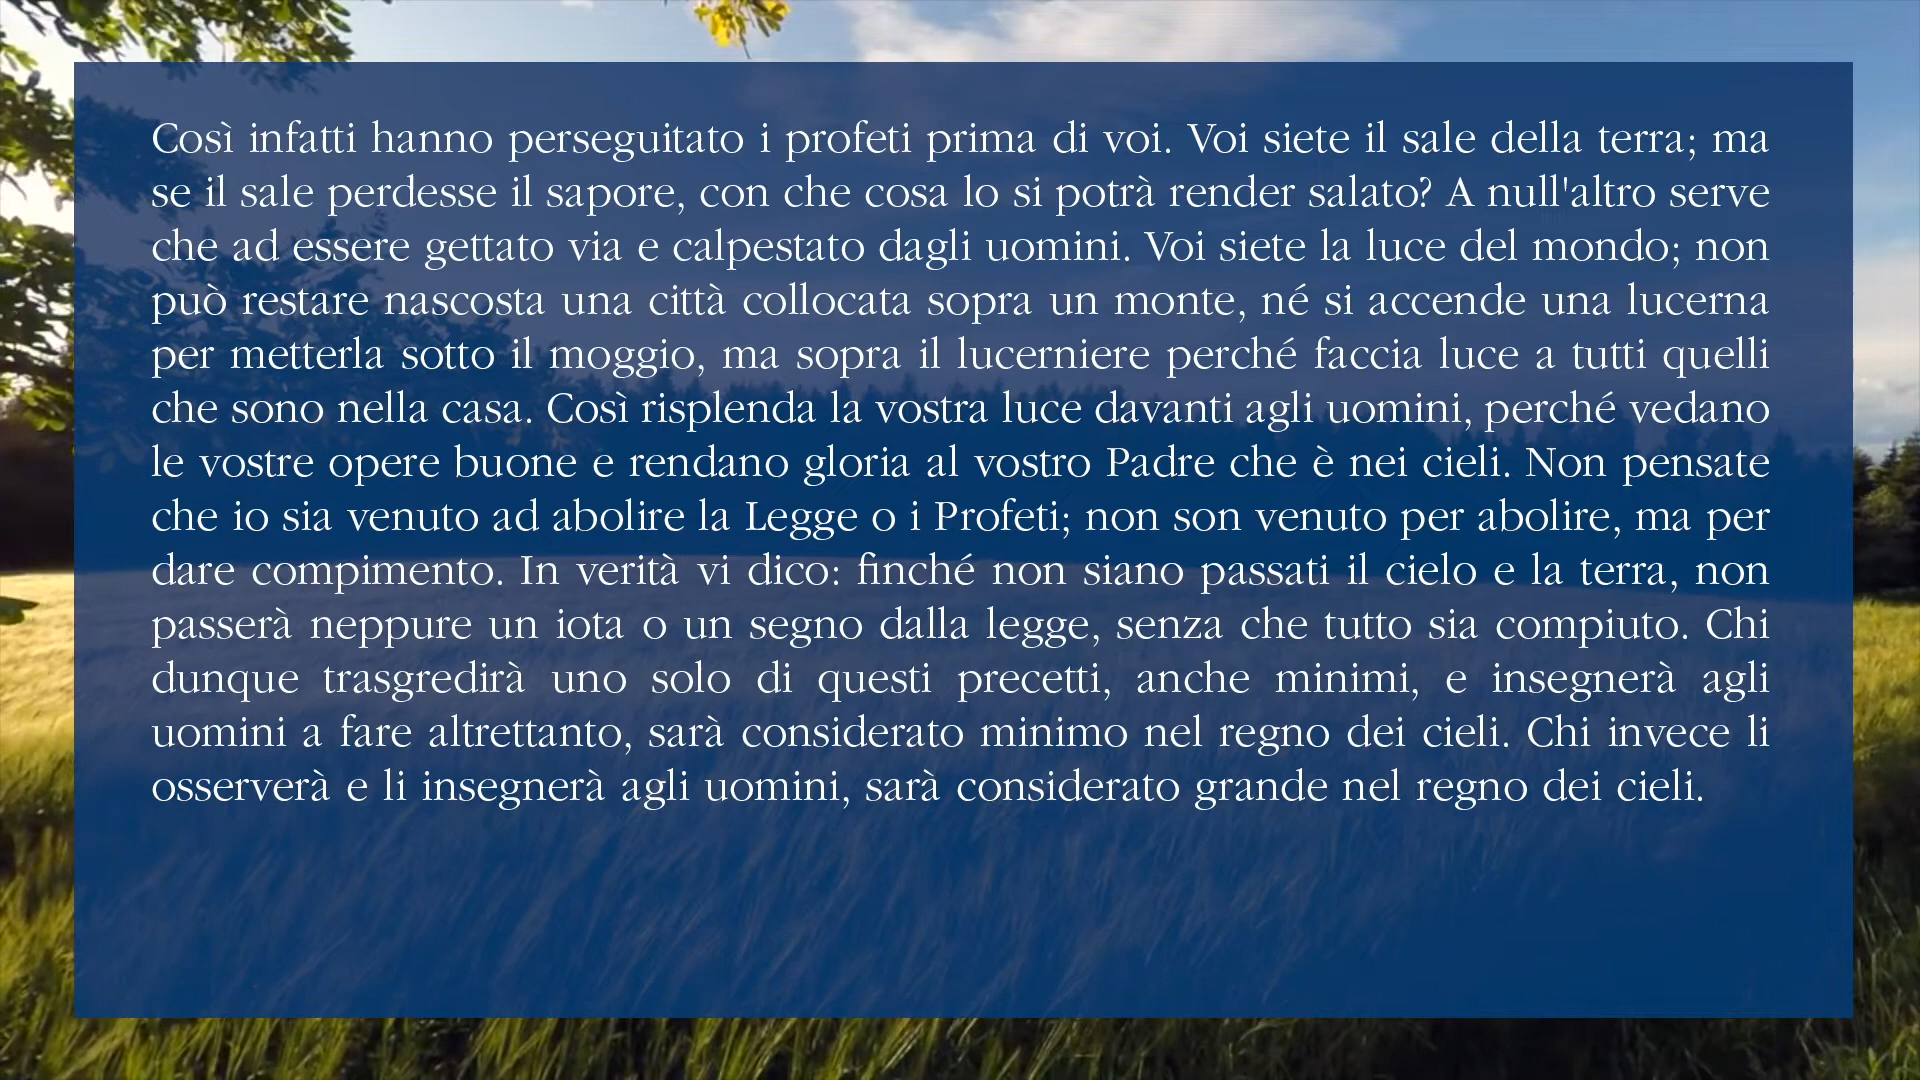 Così infatti hanno perseguitato i profeti prima di voi. Voi siete il sale della terra; ma
se il sale perdesse il sapore, con che cosa lo si potrà render salato? A null'altro serve
che ad essere gettato via e calpestato dagli uomini. Voi siete la luce del mondo; non
può restare nascosta una città collocata sopra un monte, né si accende una lucerna
per metterla sotto il moggio, ma sopra il lucerniere perché faccia luce a tutti quelli
che sono nella casa. Così risplenda la vostra luce davanti agli uomini, perché vedano
le vostre opere buone e rendano gloria al vostro Padre che è nei cieli. Non pensate
che io sia venuto ad abolire la Legge o i Profeti; non son venuto per abolire, ma per
dare compimento. In verità vi dico: finché non siano passati il cielo e la terra, non
passerà neppure un iota o un segno dalla legge, senza che tutto sia compiuto. Chi
dunque trasgredirà uno solo di questi precetti, anche minimi, e insegnerà agli
uomini a fare altrettanto, sarà considerato minimo nel regno dei cieli. Chi invece li
osserverà e li insegnerà agli uomini, sarà considerato grande nel regno dei cieli.